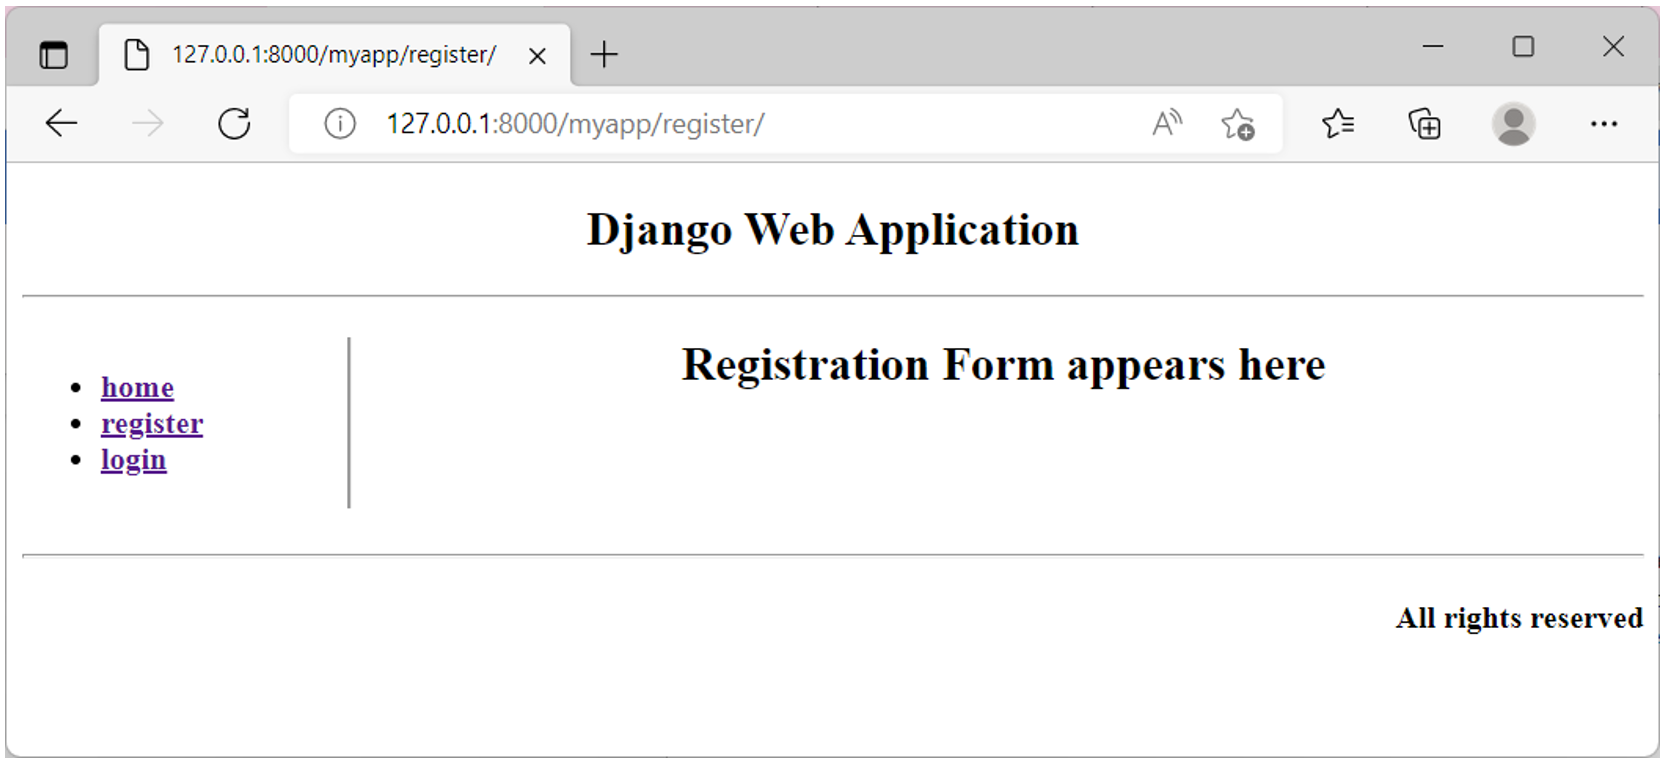 127.0.0.1:8000/myapp/register/
127.0.0.1:8000/myapp/register/
Django Web Application
home
register
login
Registration Form appears here
All rights reserved